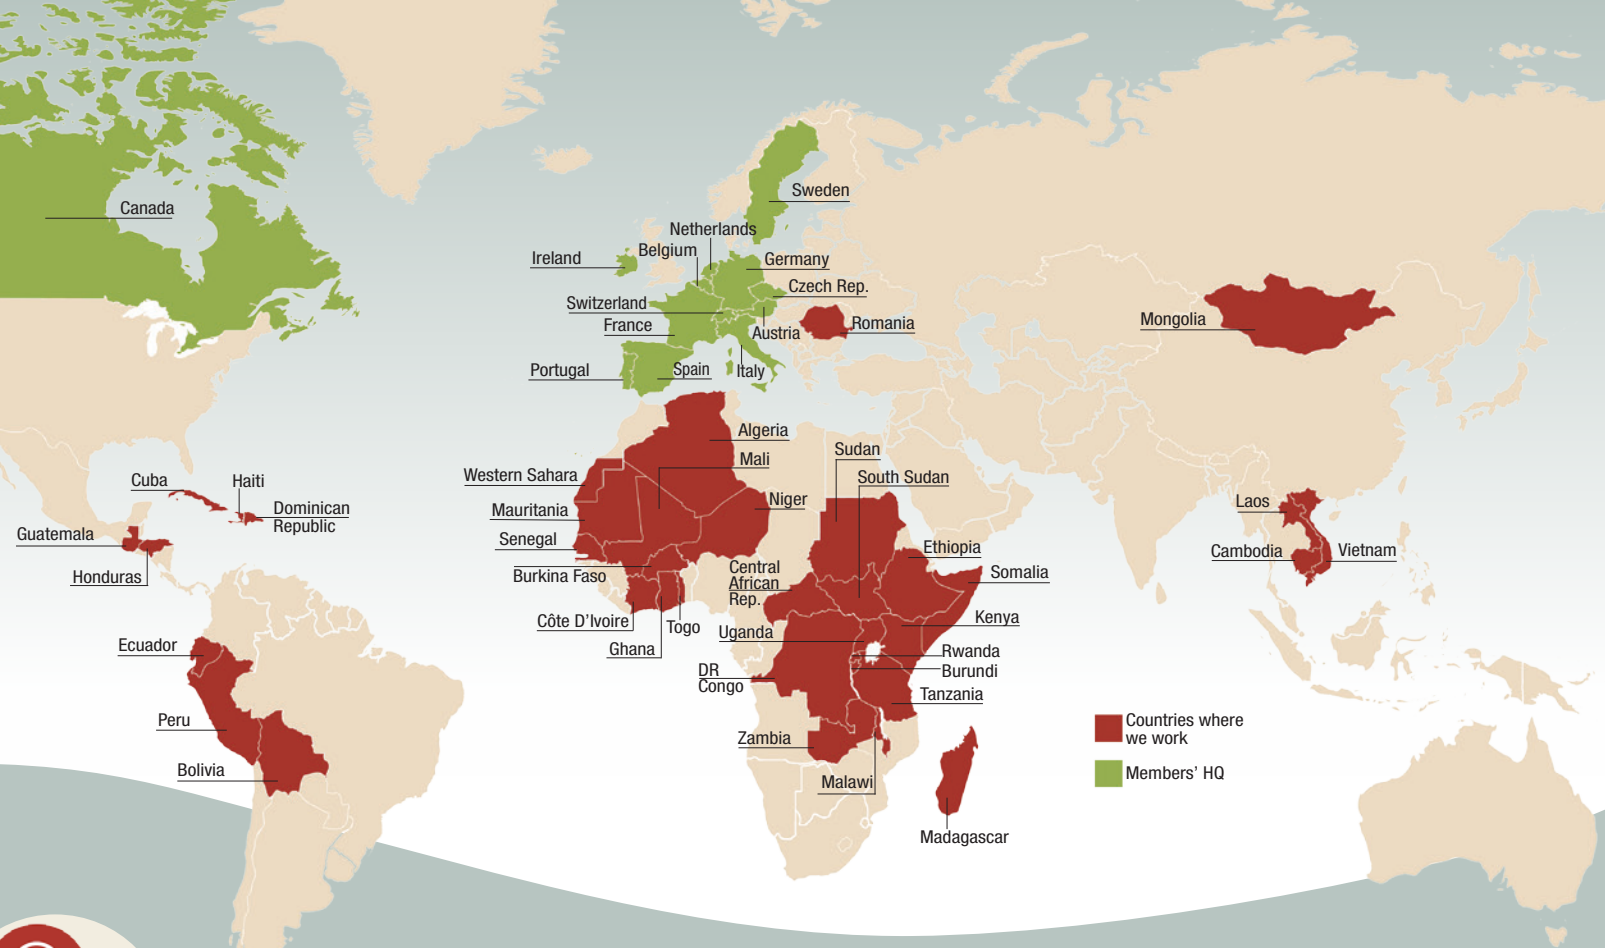 Canada
Sweden
Netherlands
Belgium
Ireland
Germany
Czech Rep.
Switzerland
France
Austria
Romania
Mongolia
Portugal
Spain
Italy
Algeria
Mali
Sudan
South Sudan
Western Sahara
Niger
Cuba
Haiti
Dominican
Republic
Laos
Mauritania
Guatemala
Senegal
Ethiopia
Cambodia
Vietnam
Honduras
Burkina Faso
Central
African
Rep.
Somalia
Côte D’Ivoire
Togo
Kenya
Uganda
Ghana
Ecuador
Rwanda
Burundi
DR
Congo
Tanzania
Peru
Zambia
Countries where
we work
Bolivia
Malawi
Members’ HQ
Madagascar